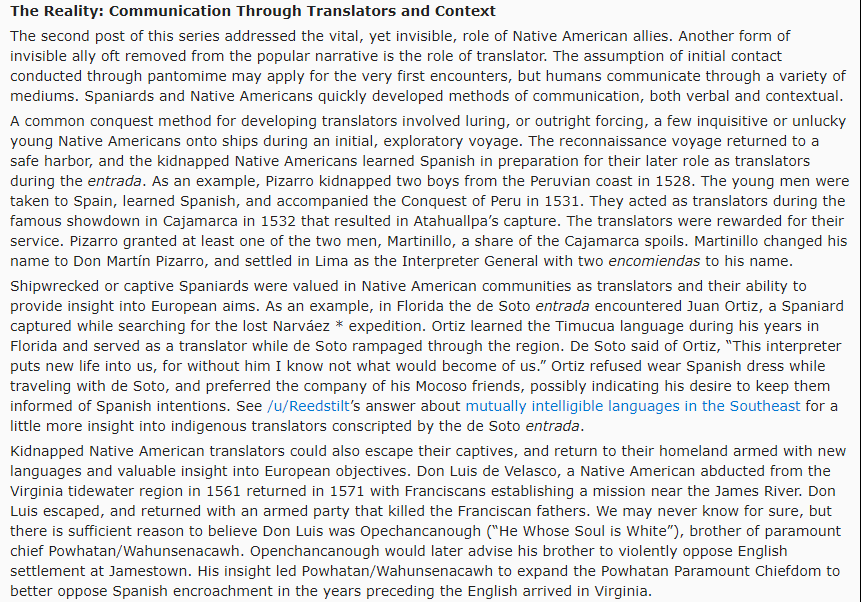 The Reality: Communication Through Translators and Context
The second post of this series addressed the vital, yet invisible, role of Native American allies. Another form of
invisible ally oft removed from the popular narrative is the role of translator. The assumption of initial contact
conducted through pantomime may apply for the very first encounters, but humans communicate through a variety of
mediums. Spaniards and Native Americans quickly developed methods of communication, both verbal and contextual.
A common conquest method for developing translators involved luring, or outright forcing, a few inquisitive or unlucky
young Native Americans onto ships during an initial, exploratory voyage. The reconnaissance voyage returned to a
safe harbor, and the kidnapped Native Americans learned Spanish in preparation for their later role as translators
during the entrada. As an example, Pizarro kidnapped two boys from the Peruvian coast in 1528. The young men were
taken to Spain, learned Spanish, and accompanied the Conquest of Peru in 1531. They acted as translators during the
famous showdown in Cajamarca in 1532 that resulted in Atahuallpa's capture. The translators were rewarded for their
service. Pizarro granted at least one of the two men, Martinillo, a share of the Cajamarca spoils. Martinillo changed his
name to Don Martín Pizarro, and settled in Lima as the Interpreter General with two encomiendas to his name.
Shipwrecked or captive Spaniards were valued in Native American communities as translators and their ability to
provide insight into European aims. As an example, in Florida the de Soto entrada encountered Juan Ortiz, a Spaniard
captured while searching for the lost Narváez * expedition. Ortiz learned the Timucua language during his years in
Florida and served as a translator while de Soto rampaged through the region. De Soto said of Ortiz, “This interpreter
puts new life into us, for without him I know not what would become of us.” Ortiz refused wear Spanish dress while
traveling with de Soto, and preferred the company of his Mocoso friends, possibly indicating his desire to keep them
informed of Spanish intentions. See /u/Reedstilt's answer about mutually intelligible languages in the Southeast for a
little more insight into indigenous translators conscripted by the de Soto entrada.
Kidnapped Native American translators could also escape their captives, and return to their homeland armed with new
languages and valuable insight into European objectives. Don Luis de Velasco, a Native American abducted from the
Virginia tidewater region in 1561 returned in 1571 with Franciscans establishing a mission near the James River. Don
Luis escaped, and returned with an armed party that killed the Franciscan fathers. We may never know for sure, but
there is sufficient reason to believe Don Luis was Opechancanough (“He Whose Soul is White”), brother of paramount
chief Powhatan/Wahunsenacawh. Openchancanough would later advise his brother to violently oppose English
settlement at Jamestown. His insight led Powhatan/Wahunsenacawh to expand the Powhatan Paramount Chiefdom to
better oppose Spanish encroachment in the years preceding the English arrived in Virginia.